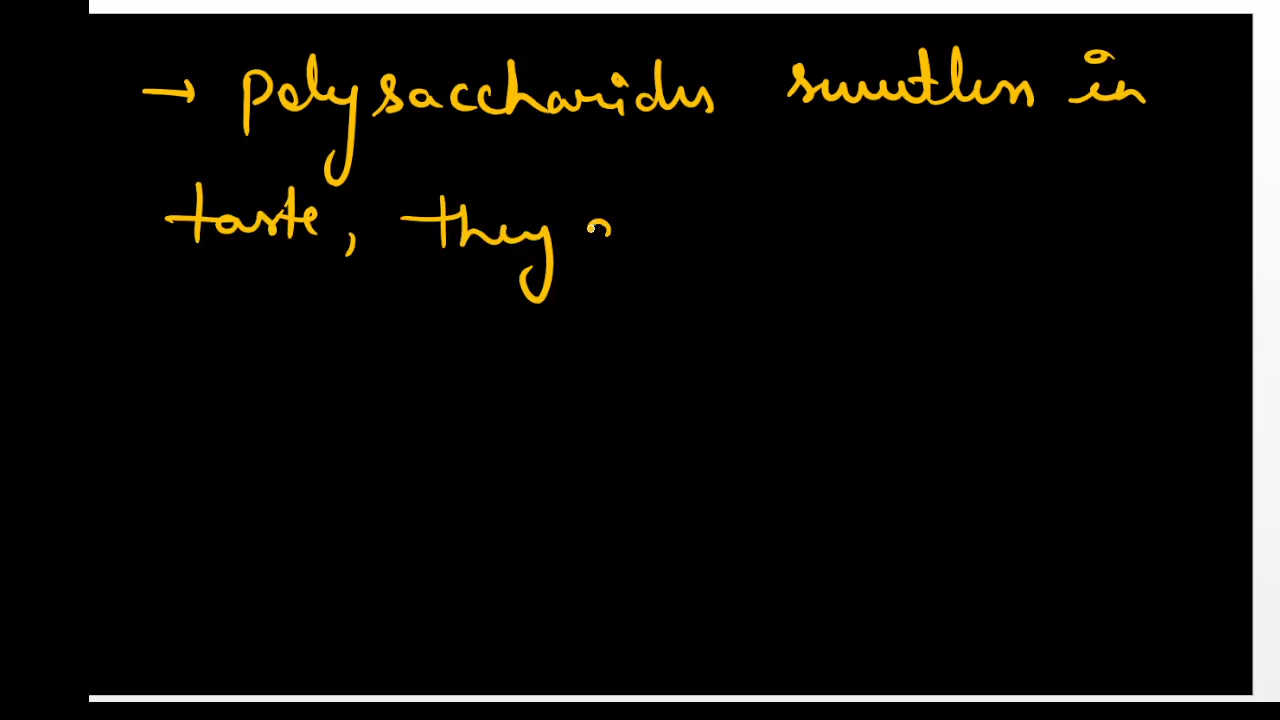 → polysaccharides sweetless in
taste, they